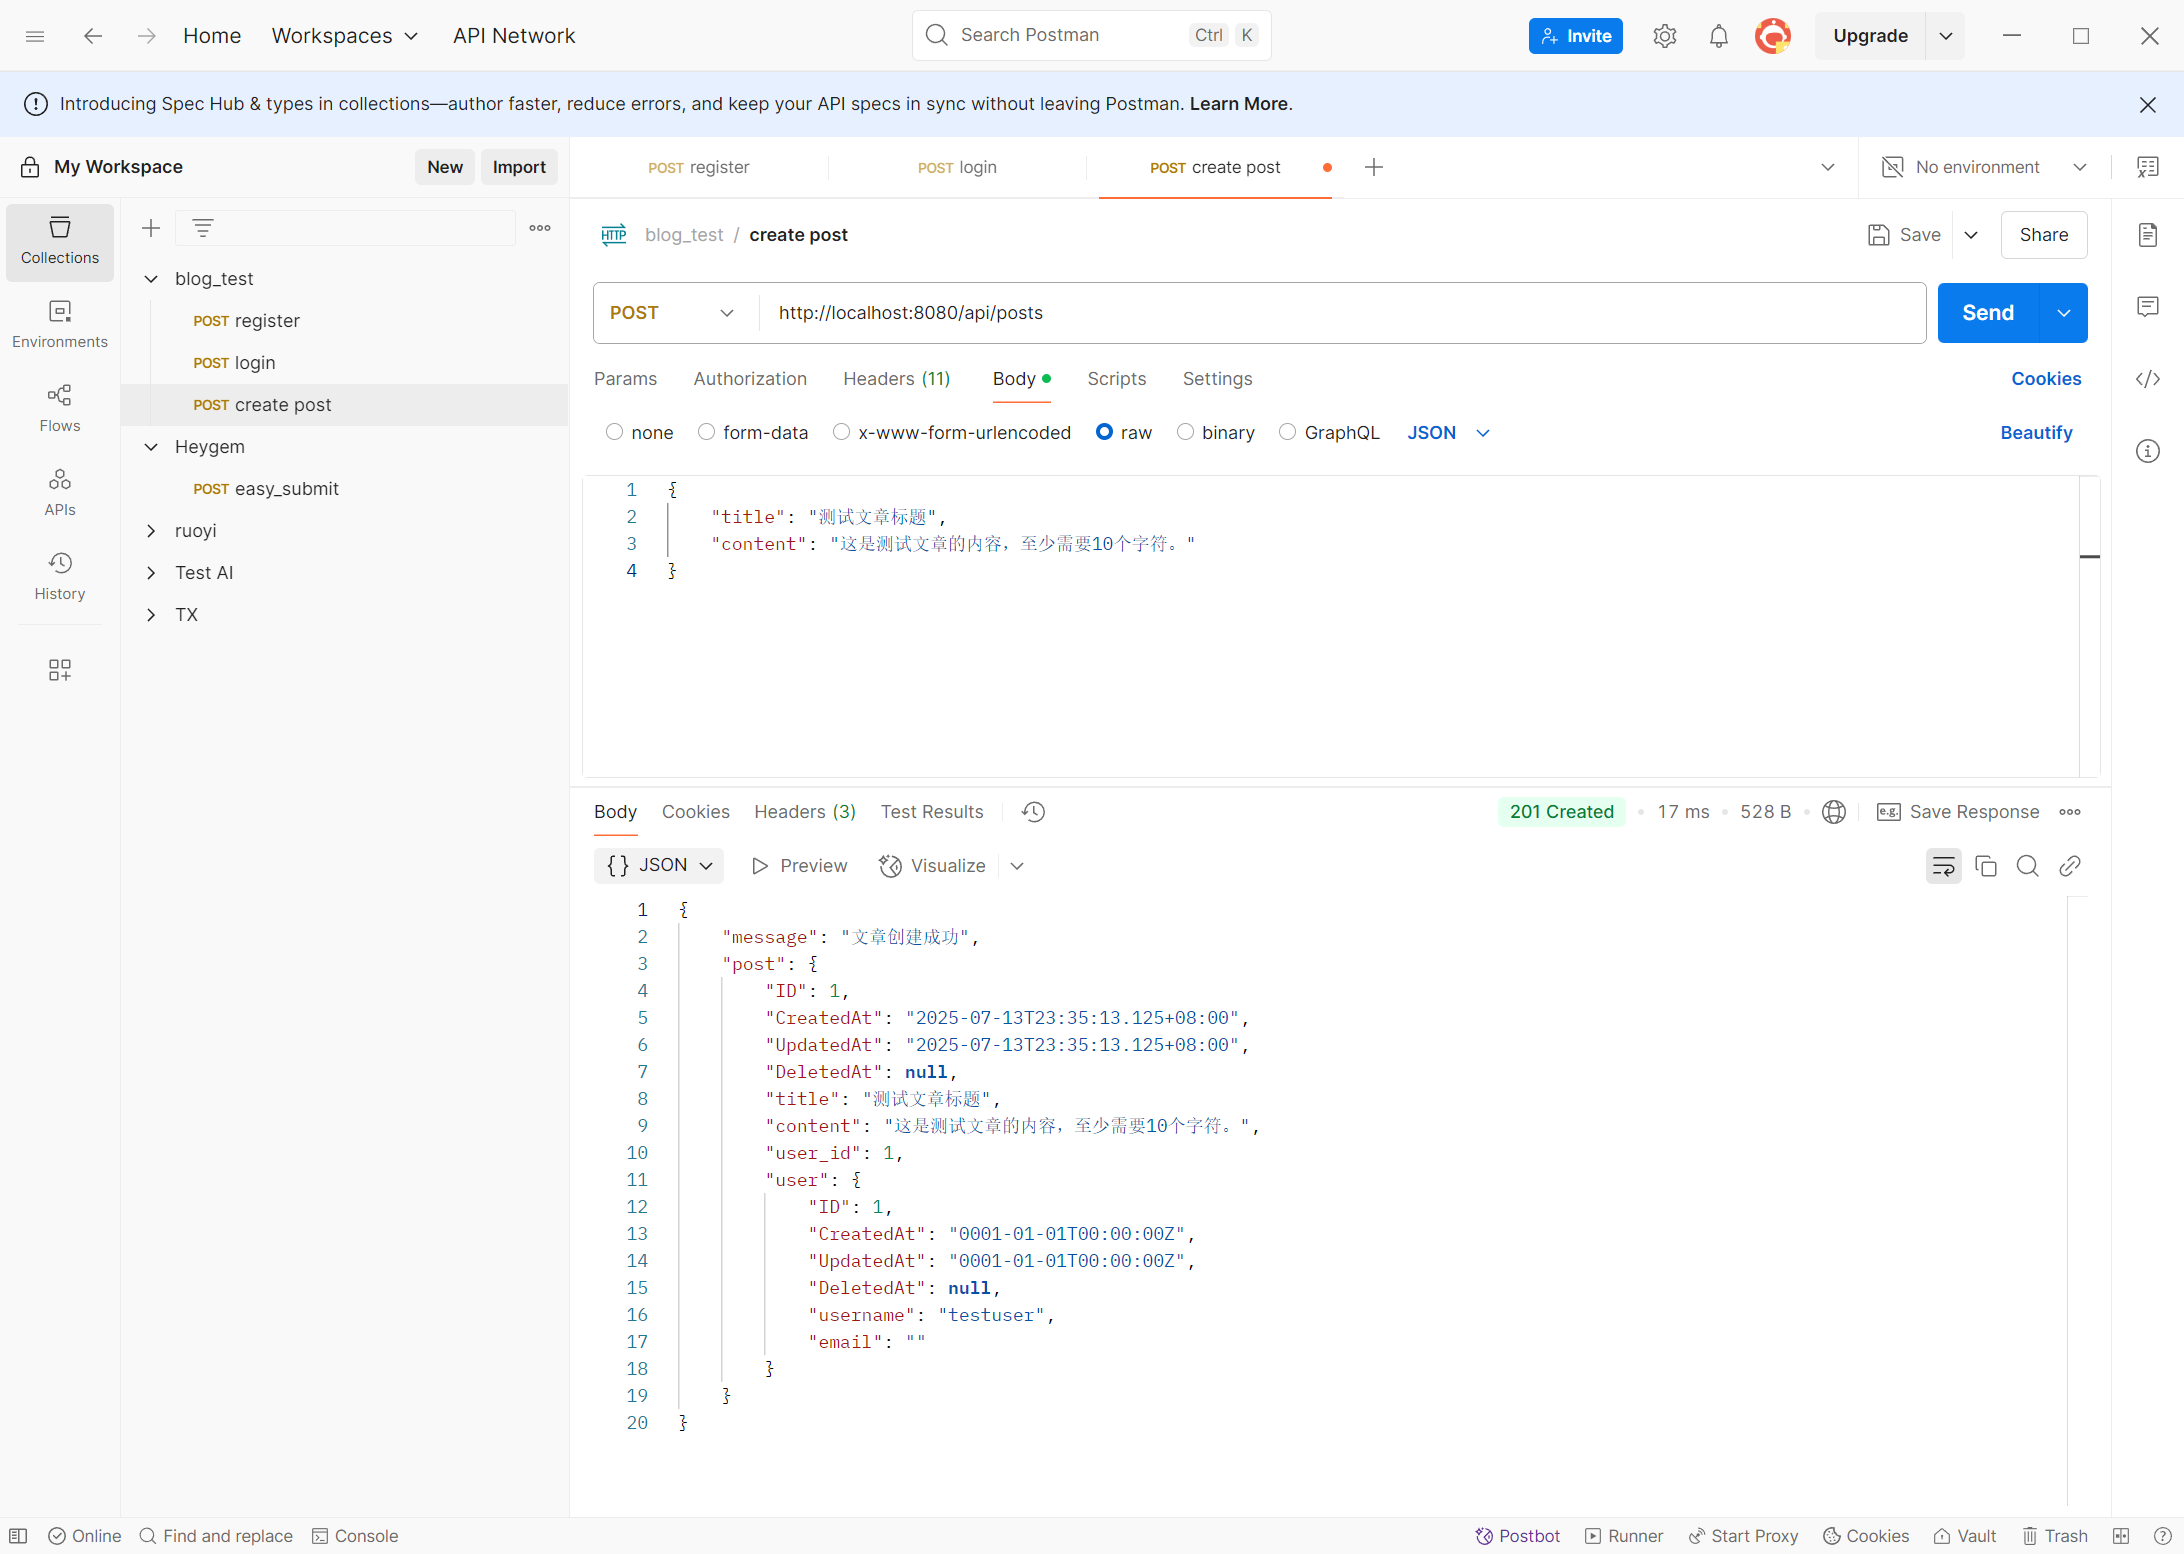 Home Workspaces API Network Search Postman Ctrl K Invite Upgrade
Introducing Spec Hub & types in collections—author faster, reduce errors, and keep your API specs in sync without leaving Postman. Learn More.
My Workspace New Import
POST register POST login POST create post No environment
Collections
Environments
Flows
APIs
History
blog_test
POST register
POST login
POST create post
Heygem
POST easy_submit
ruoyi
Test AI
TX
HTTP blog_test / create post Save Share
POST http://localhost:8080/api/posts Send
Params Authorization Headers (11) Body Scripts Settings Cookies
none form-data x-www-form-urlencoded raw binary GraphQL JSON Beautify
1 {
2 "title": "测试文章标题",
3 "content": "这是测试文章的内容，至少需要10个字符。"
4 }
Body Cookies Headers (3) Test Results 201 Created 17 ms 528 B e.g. Save Response
{} JSON Preview Visualize
1 {
2 "message": "文章创建成功",
3 "post": {
4 "ID": 1,
5 "CreatedAt": "2025-07-13T23:35:13.125+08:00",
6 "UpdatedAt": "2025-07-13T23:35:13.125+08:00",
7 "DeletedAt": null,
8 "title": "测试文章标题",
9 "content": "这是测试文章的内容，至少需要10个字符。",
10 "user_id": 1,
11 "user": {
12 "ID": 1,
13 "CreatedAt": "0001-01-01T00:00:00Z",
14 "UpdatedAt": "0001-01-01T00:00:00Z",
15 "DeletedAt": null,
16 "username": "testuser",
17 "email": ""
18 }
19 }
20 }
Online Find and replace Console Postbot Runner Start Proxy Cookies Vault Trash